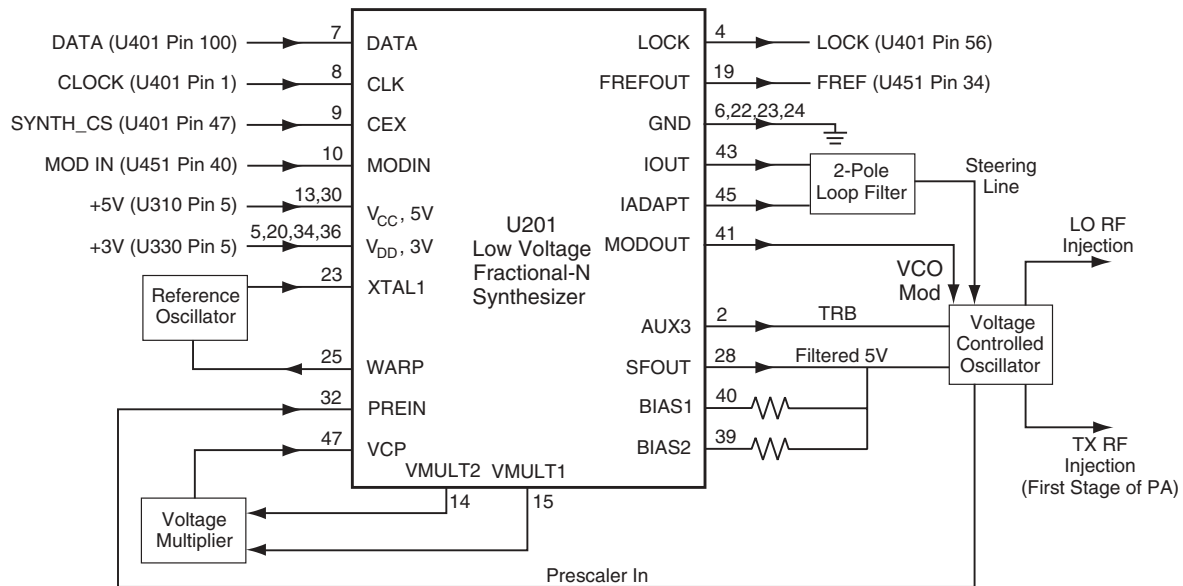 DATA (U401 Pin 100)
7
DATA
CLOCK (U401 Pin 1)
8
CLK
SYNTH_CS (U401 Pin 47)
9
CEX
MOD IN (U451 Pin 40)
10
MODIN
+5V (U310 Pin 5)
13,30
VCC, 5V
+3V (U330 Pin 5)
5,20,34,36
VDD, 3V
Reference
Oscillator
23
XTAL1
25
WARP
32
PREIN
47
VCP
VMULT2
VMULT1
14
15
Voltage
Multiplier
U201
Low Voltage
Fractional-N
Synthesizer
LOCK
4
LOCK (U401 Pin 56)
FREFOUT
19
FREF (U451 Pin 34)
GND
6,22,23,24
IOUT
43
IADAPT
45
2-Pole
Loop Filter
Steering
Line
MODOUT
41
VCO
Mod
LO RF
Injection
AUX3
2
TRB
SFOUT
28
Filtered 5V
Voltage
Controlled
Oscillator
BIAS1
40
BIAS2
39
TX RF
Injection
(First Stage of PA)
Prescaler In